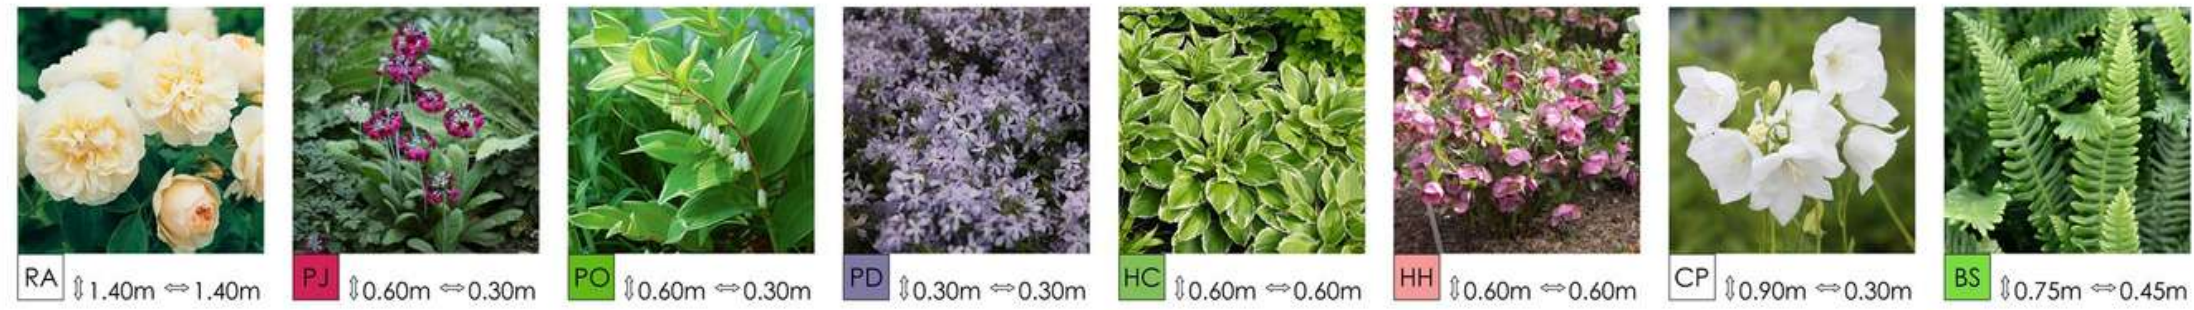 RA ⇕1.40m ⇔1.40m
PJ ⇕0.60m ⇔0.30m
PO ⇕0.60m ⇔0.30m
PD ⇕0.30m ⇔0.30m
HC ⇕0.60m ⇔0.60m
HH ⇕0.60m ⇔0.60m
CP ⇕0.90m ⇔0.30m
BS ⇕0.75m ⇔0.45m